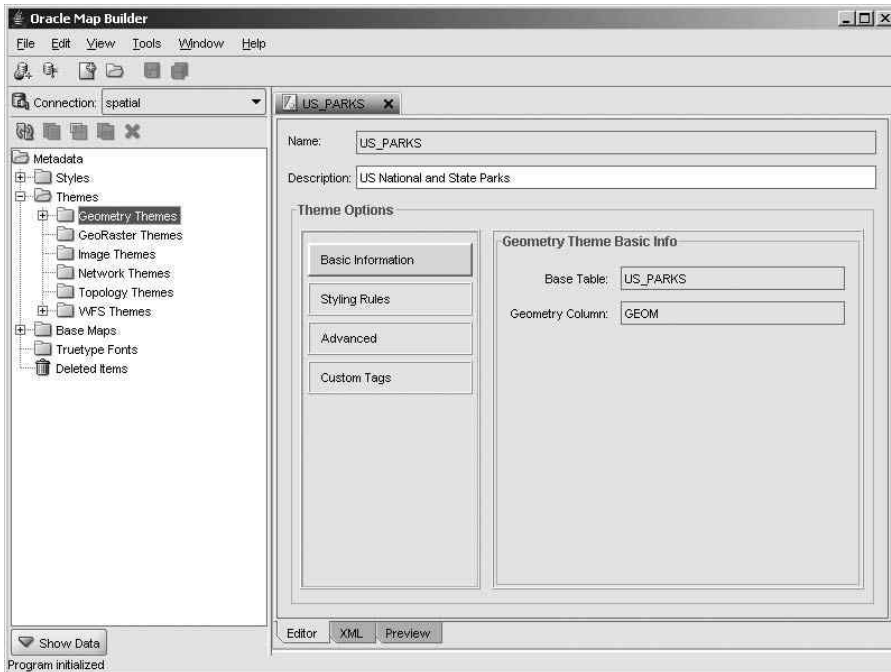 Oracle Map Builder
File Edit View Tools Window Help
Connection: spatial
Metadata
Styles
Themes
Geometry Themes
GeoRaster Themes
Image Themes
Network Themes
Topology Themes
WFS Themes
Base Maps
Truetype Fonts
Deleted Items
Show Data
Program initialized
US_PARKS
Name: US_PARKS
Description: US National and State Parks
Theme Options
Basic Information
Styling Rules
Advanced
Custom Tags
Geometry Theme Basic Info
Base Table: US_PARKS
Geometry Column: GEOM
Editor XML Preview